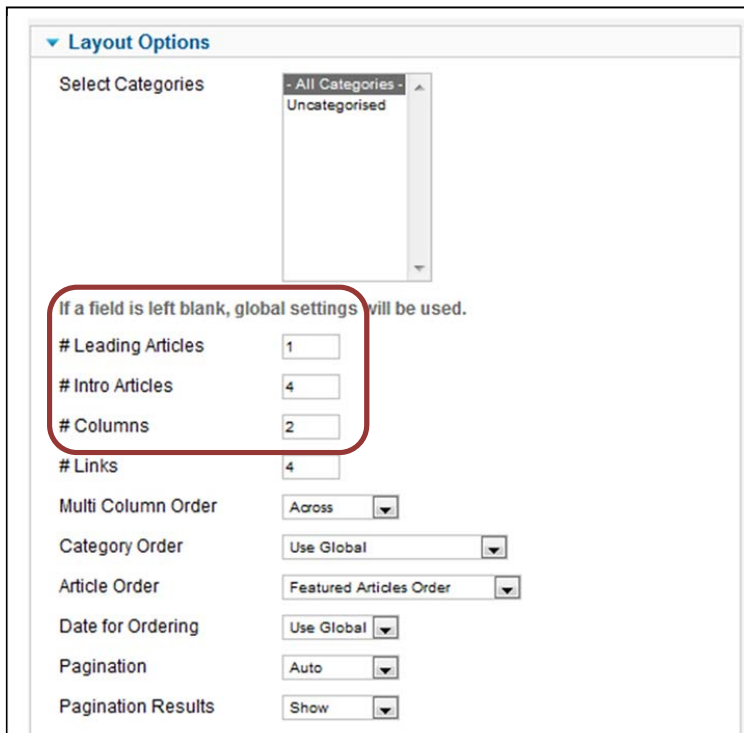 Layout Options
Select Categories
- All Categories -
Uncategorised
If a field is left blank, global settings will be used.
# Leading Articles 1
# Intro Articles 4
# Columns 2
# Links 4
Multi Column Order Across
Category Order Use Global
Article Order Featured Articles Order
Date for Ordering Use Global
Pagination Auto
Pagination Results Show